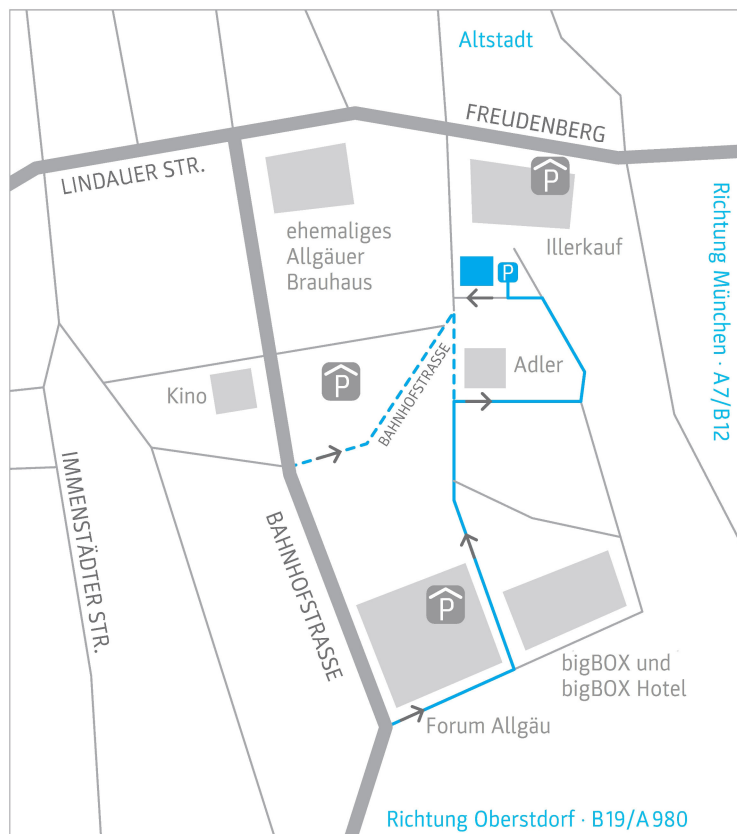 Altstadt
FREUDENBERG
LINDAUER STR.
P
Illerkauf
ehemaliges
Allgäuer
Brauhaus
P
Richtung München · A7/B12
BAHNHOFSTRASSE
Adler
Kino
P
IMMENSTÄDTER STR.
BAHNHOFSTRASSE
P
bigBOX und
bigBOX Hotel
Forum Allgäu
Richtung Oberstdorf · B19/A980